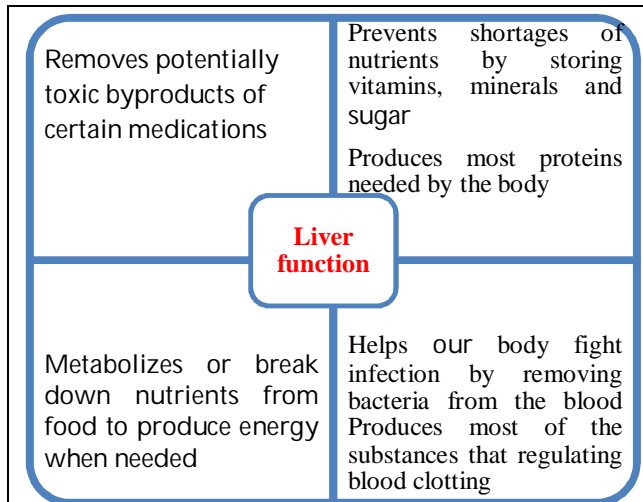 Removes potentially
toxic byproducts of
certain medications
Prevents shortages of
nutrients by storing
vitamins, minerals and
sugar
Produces most proteins
needed by the body
Liver
function
Metabolizes or break
down nutrients from
food to produce energy
when needed
Helps our body fight
infection by removing
bacteria from the blood
Produces most of the
substances that regulating
blood clotting